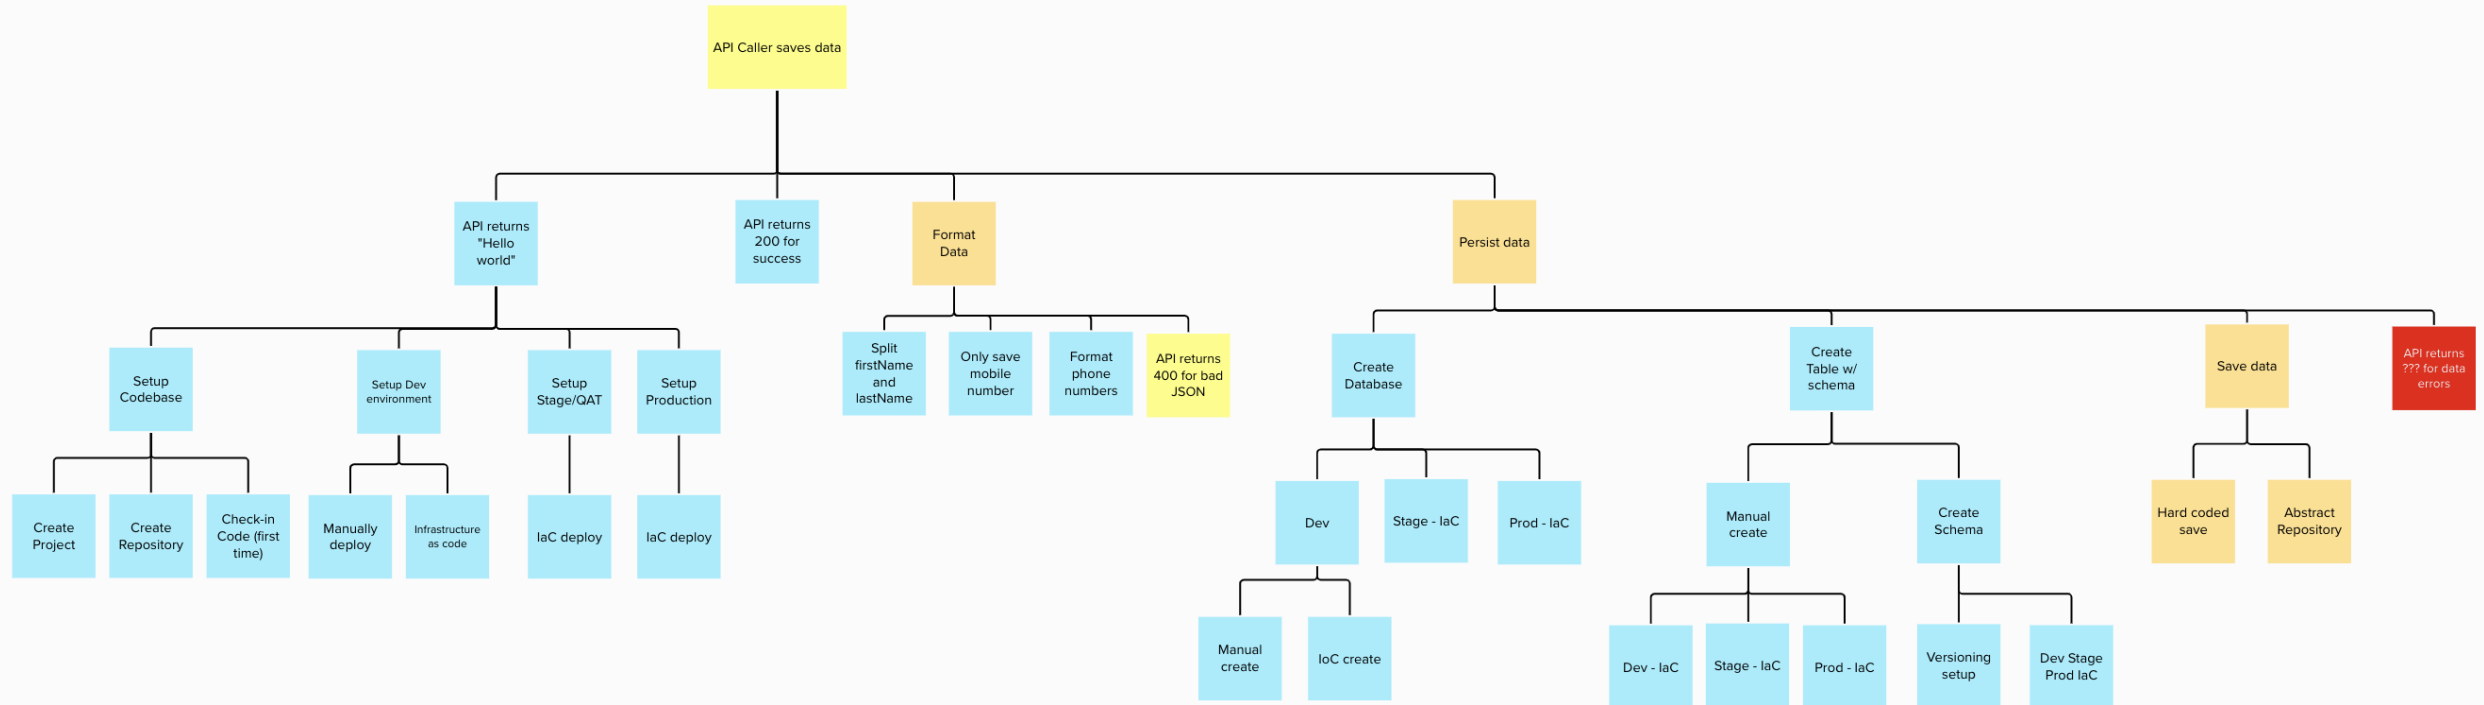 API Caller saves data
API returns
"Hello
world"
API returns
200 for
success
Format
Data
Persist data
Setup
Codebase
Setup Dev
environment
Setup
Stage/QAT
Setup
Production
Split
firstName
and
lastName
Only save
mobile
number
Format
phone
numbers
API returns
400 for bad
JSON
Create
Database
Create
Table w/
schema
Save data
API returns
??? for data
errors
Create
Project
Create
Repository
Check-in
Code (first
time)
Manually
deploy
Infrastructure
as code
IaC deploy
IaC deploy
Dev
Stage - IaC
Prod - IaC
Manual
create
Create
Schema
Hard coded
save
Abstract
Repository
Manual
create
IoC create
Dev - IaC
Stage - IaC
Prod - IaC
Versioning
setup
Dev Stage
Prod IaC